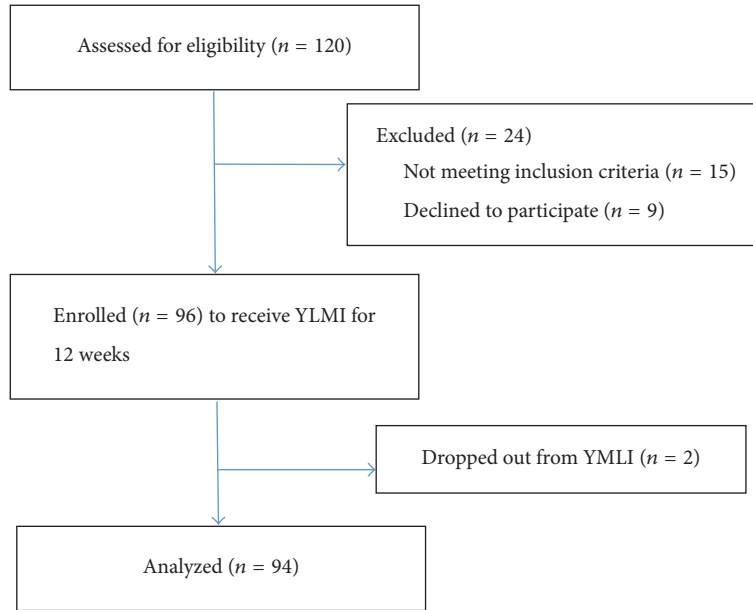 Assessed for eligibility (n = 120)
Excluded (n = 24)
Not meeting inclusion criteria (n = 15)
Declined to participate (n = 9)
Enrolled (n = 96) to receive YLMI for
12 weeks
Dropped out from YMLI (n = 2)
Analyzed (n = 94)